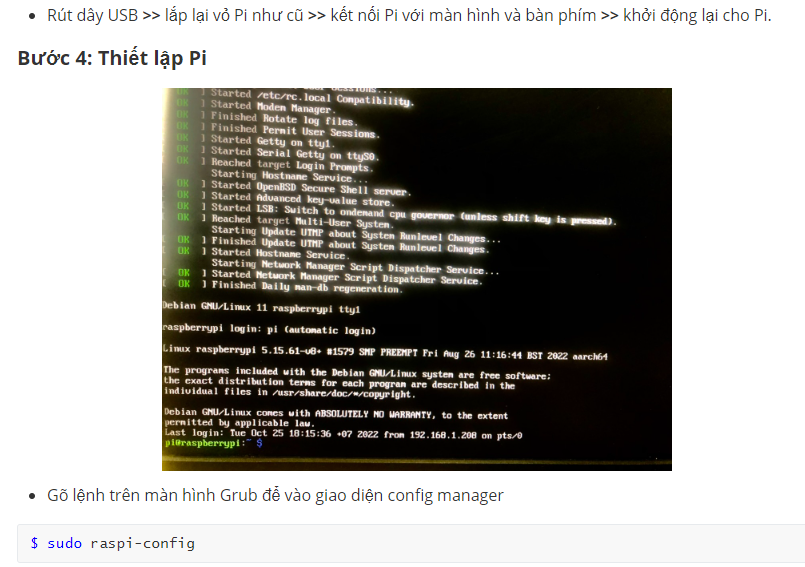 Rút dây USB >> lắp lại vỏ Pi như cũ >> kết nối Pi với màn hình và bàn phím >> khởi động lại cho Pi.
Bước 4: Thiết lập Pi
OK ] Started /etc/rc.local Compatibility.
OK ] Started Modem Manager.
OK ] Finished Rotate log files.
OK ] Finished Permit User Sessions.
OK ] Started Getty on tty1.
OK ] Started Serial Getty on ttyS0.
OK ] Reached target Login Prompts.
Starting Hostname Service...
OK ] Started OpenBSD Secure Shell server.
OK ] Started Advanced key-value store.
OK ] Started LSB: Switch to ondemand cpu governor (unless shift key is pressed).
OK ] Reached target Multi-User System.
Starting Update UTMP about System Runlevel Changes...
OK ] Finished Update UTMP about System Runlevel Changes.
OK ] Started Hostname Service.
Starting Network Manager Script Dispatcher Service...
OK ] Started Network Manager Script Dispatcher Service.
OK ] Finished Daily man-db regeneration.
Debian GNU/Linux 11 raspberrypi tty1
raspberrypi login: pi (automatic login)
Linux raspberrypi 5.15.61-v8+ #1579 SMP PREEMPT Fri Aug 26 11:16:44 BST 2022 aarch64
The programs included with the Debian GNU/Linux system are free software;
the exact distribution terms for each program are described in the
individual files in /usr/share/doc/*/copyright.
Debian GNU/Linux comes with ABSOLUTELY NO WARRANTY, to the extent
permitted by applicable law.
Last login: Tue Oct 25 18:15:36 +07 2022 from 192.168.1.208 on pts/0
pi@raspberrypi:~ $
Gõ lệnh trên màn hình Grub để vào giao diện config manager
$ sudo raspi-config